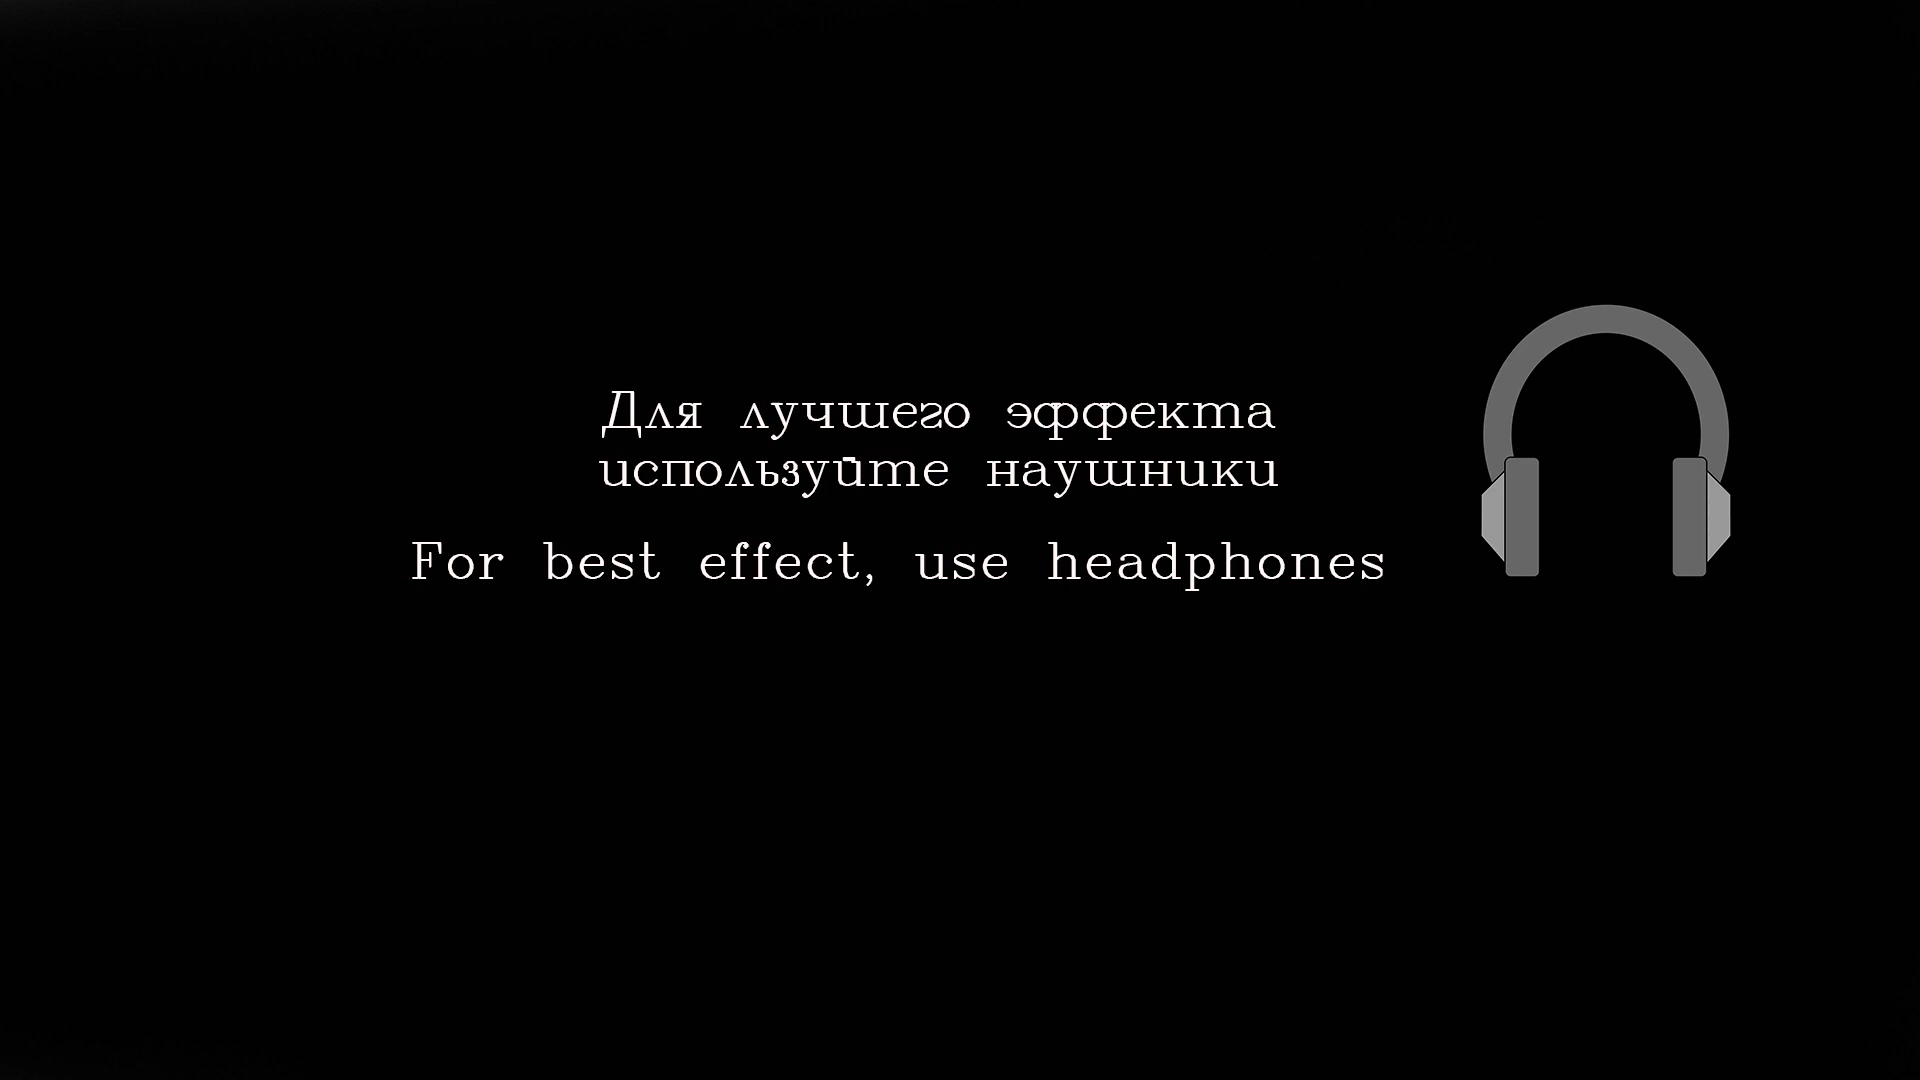 Для лучшего эффекта
используйте наушники
For best effect, use headphones